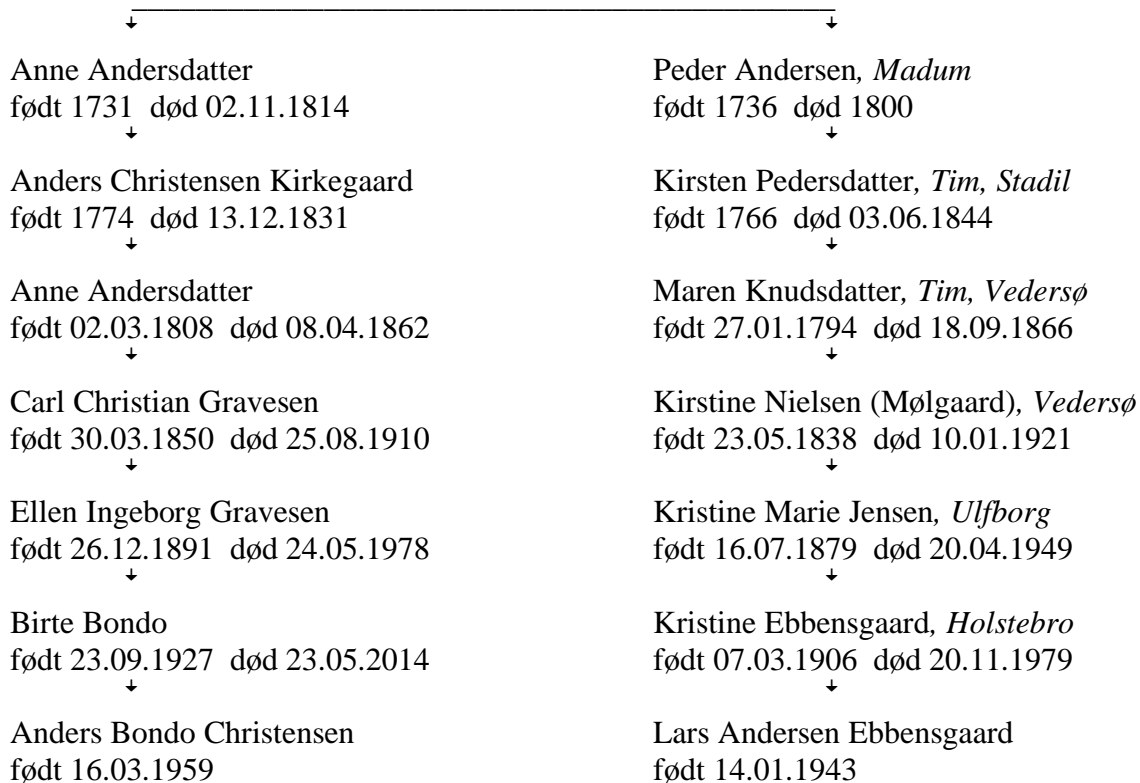 Anne Andersdatter
født 1731 død 02.11.1814
Peder Andersen, Madum
født 1736 død 1800
Anders Christensen Kirkegaard
født 1774 død 13.12.1831
Kirsten Pedersdatter, Tim, Stadil
født 1766 død 03.06.1844
Anne Andersdatter
født 02.03.1808 død 08.04.1862
Maren Knudsdatter, Tim, Vedersø
født 27.01.1794 død 18.09.1866
Carl Christian Gravesen
født 30.03.1850 død 25.08.1910
Kirstine Nielsen (Mølgaard), Vedersø
født 23.05.1838 død 10.01.1921
Ellen Ingeborg Gravesen
født 26.12.1891 død 24.05.1978
Kristine Marie Jensen, Ulfborg
født 16.07.1879 død 20.04.1949
Birte Bondo
født 23.09.1927 død 23.05.2014
Kristine Ebbensgaard, Holstebro
født 07.03.1906 død 20.11.1979
Anders Bondo Christensen
født 16.03.1959
Lars Andersen Ebbensgaard
født 14.01.1943